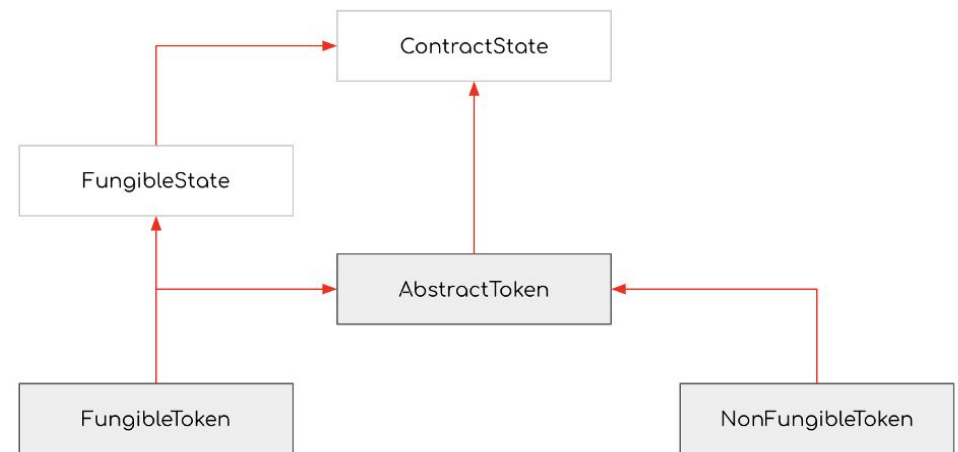 ContractState
FungibleState
AbstractToken
FungibleToken
NonFungibleToken